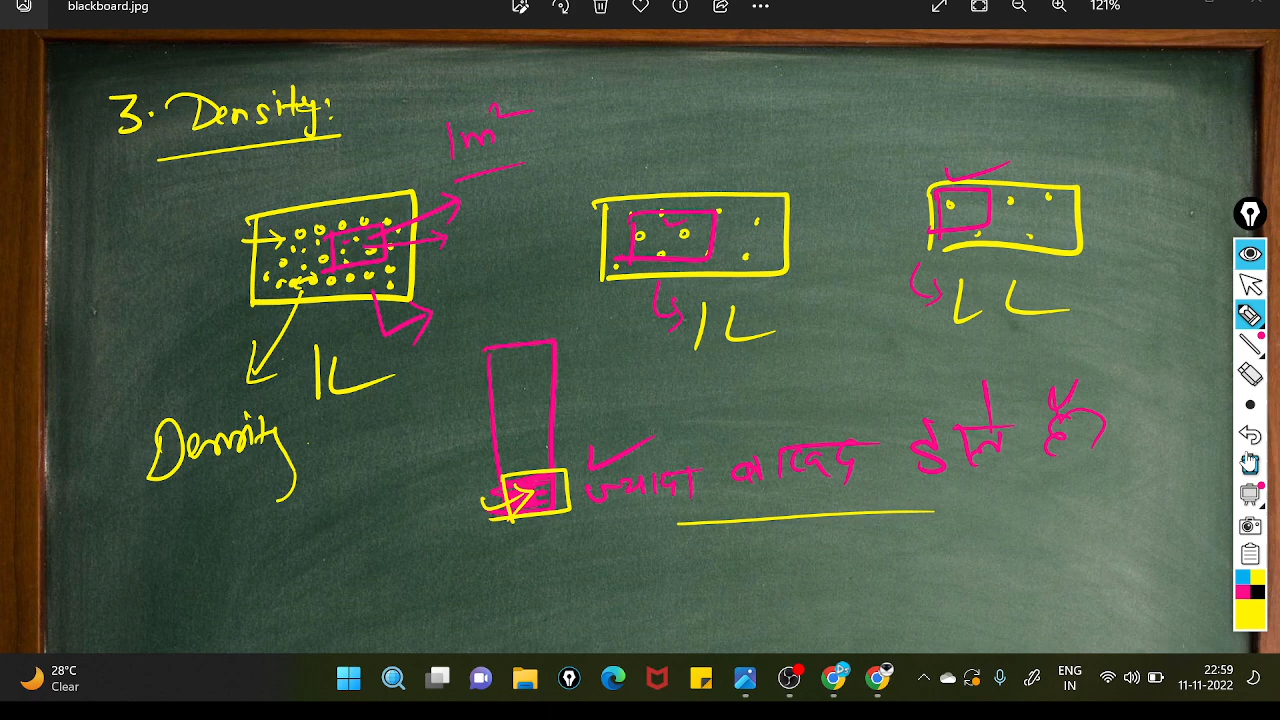 blackboard.jpg
121%
3. Density:
1m²
1L
1L
1L
Density
ज्यादा
28°C
Clear
ENG
IN
22:59
11-11-2022